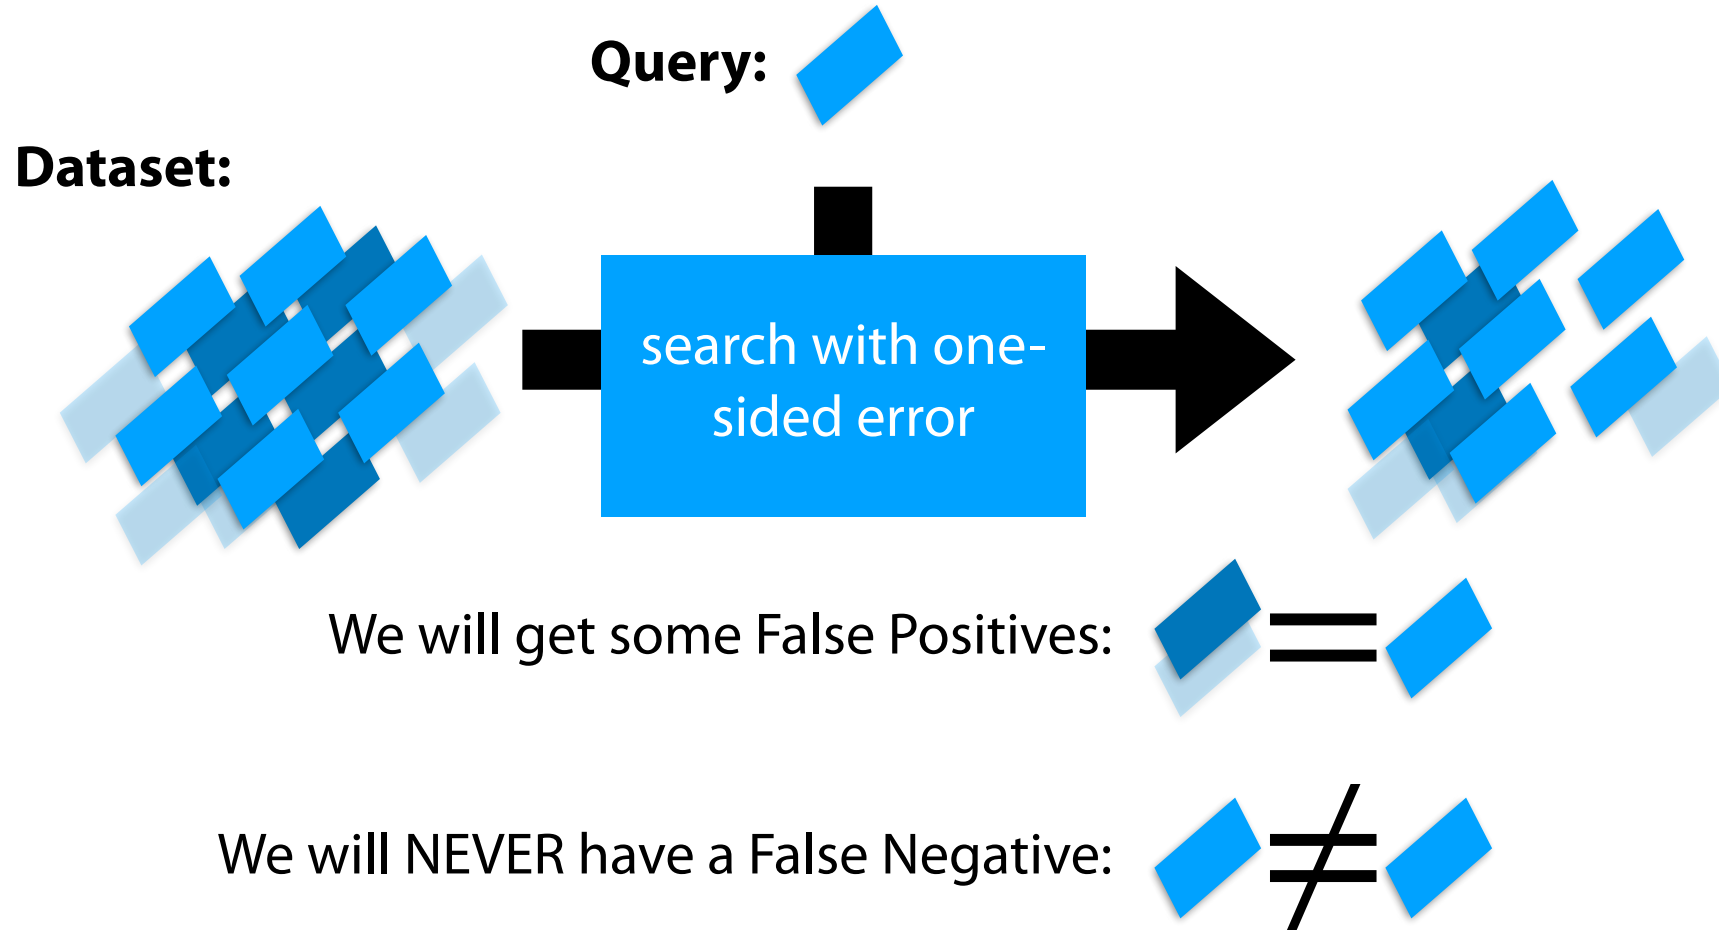 Query:
Dataset:
search with one-
sided error
We will get some False Positives:
We will NEVER have a False Negative: